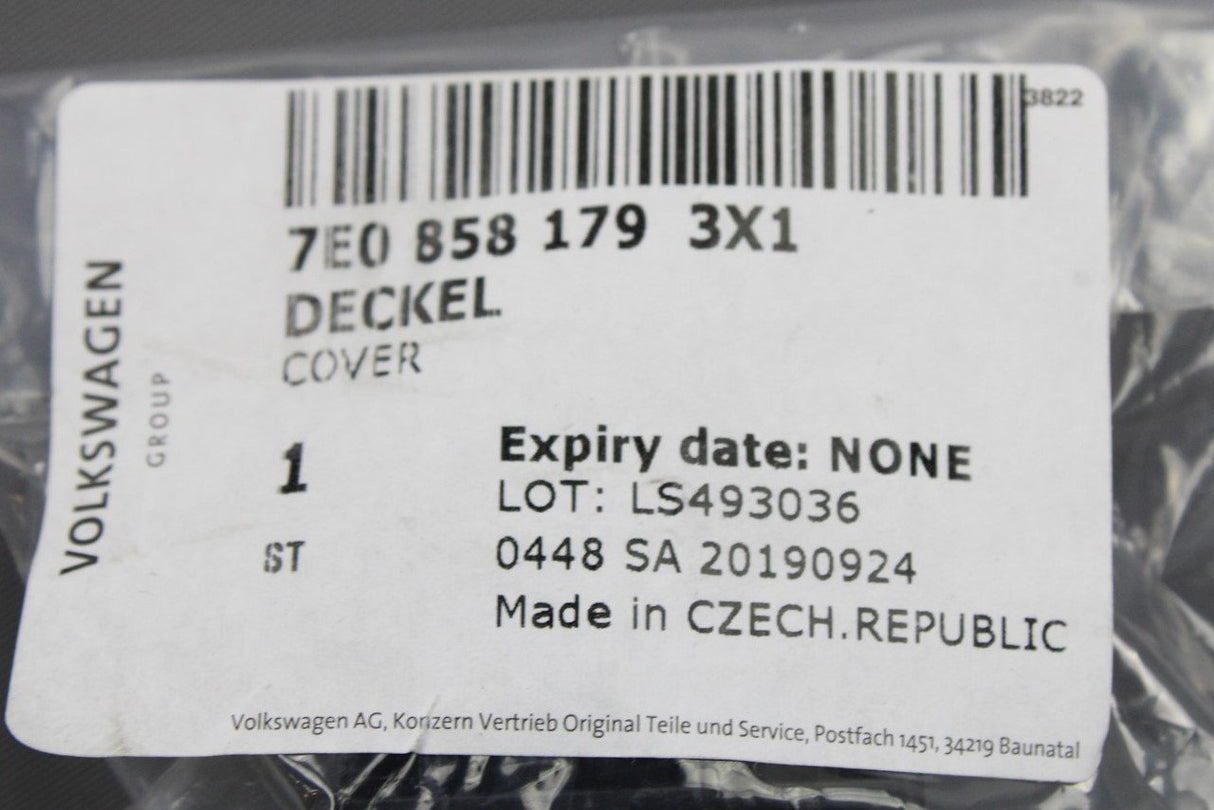 3822
7E0 858 179 3X1
DECKEL
COVER
VOLKSWAGEN
GROUP
1
ST
Expiry date: NONE
LOT: LS493036
0448 SA 20190924
Made in CZECH.REPUBLIC
Volkswagen AG, Konzern Vertrieb Original Teile und Service, Postfach 1451, 34219 Baunatal